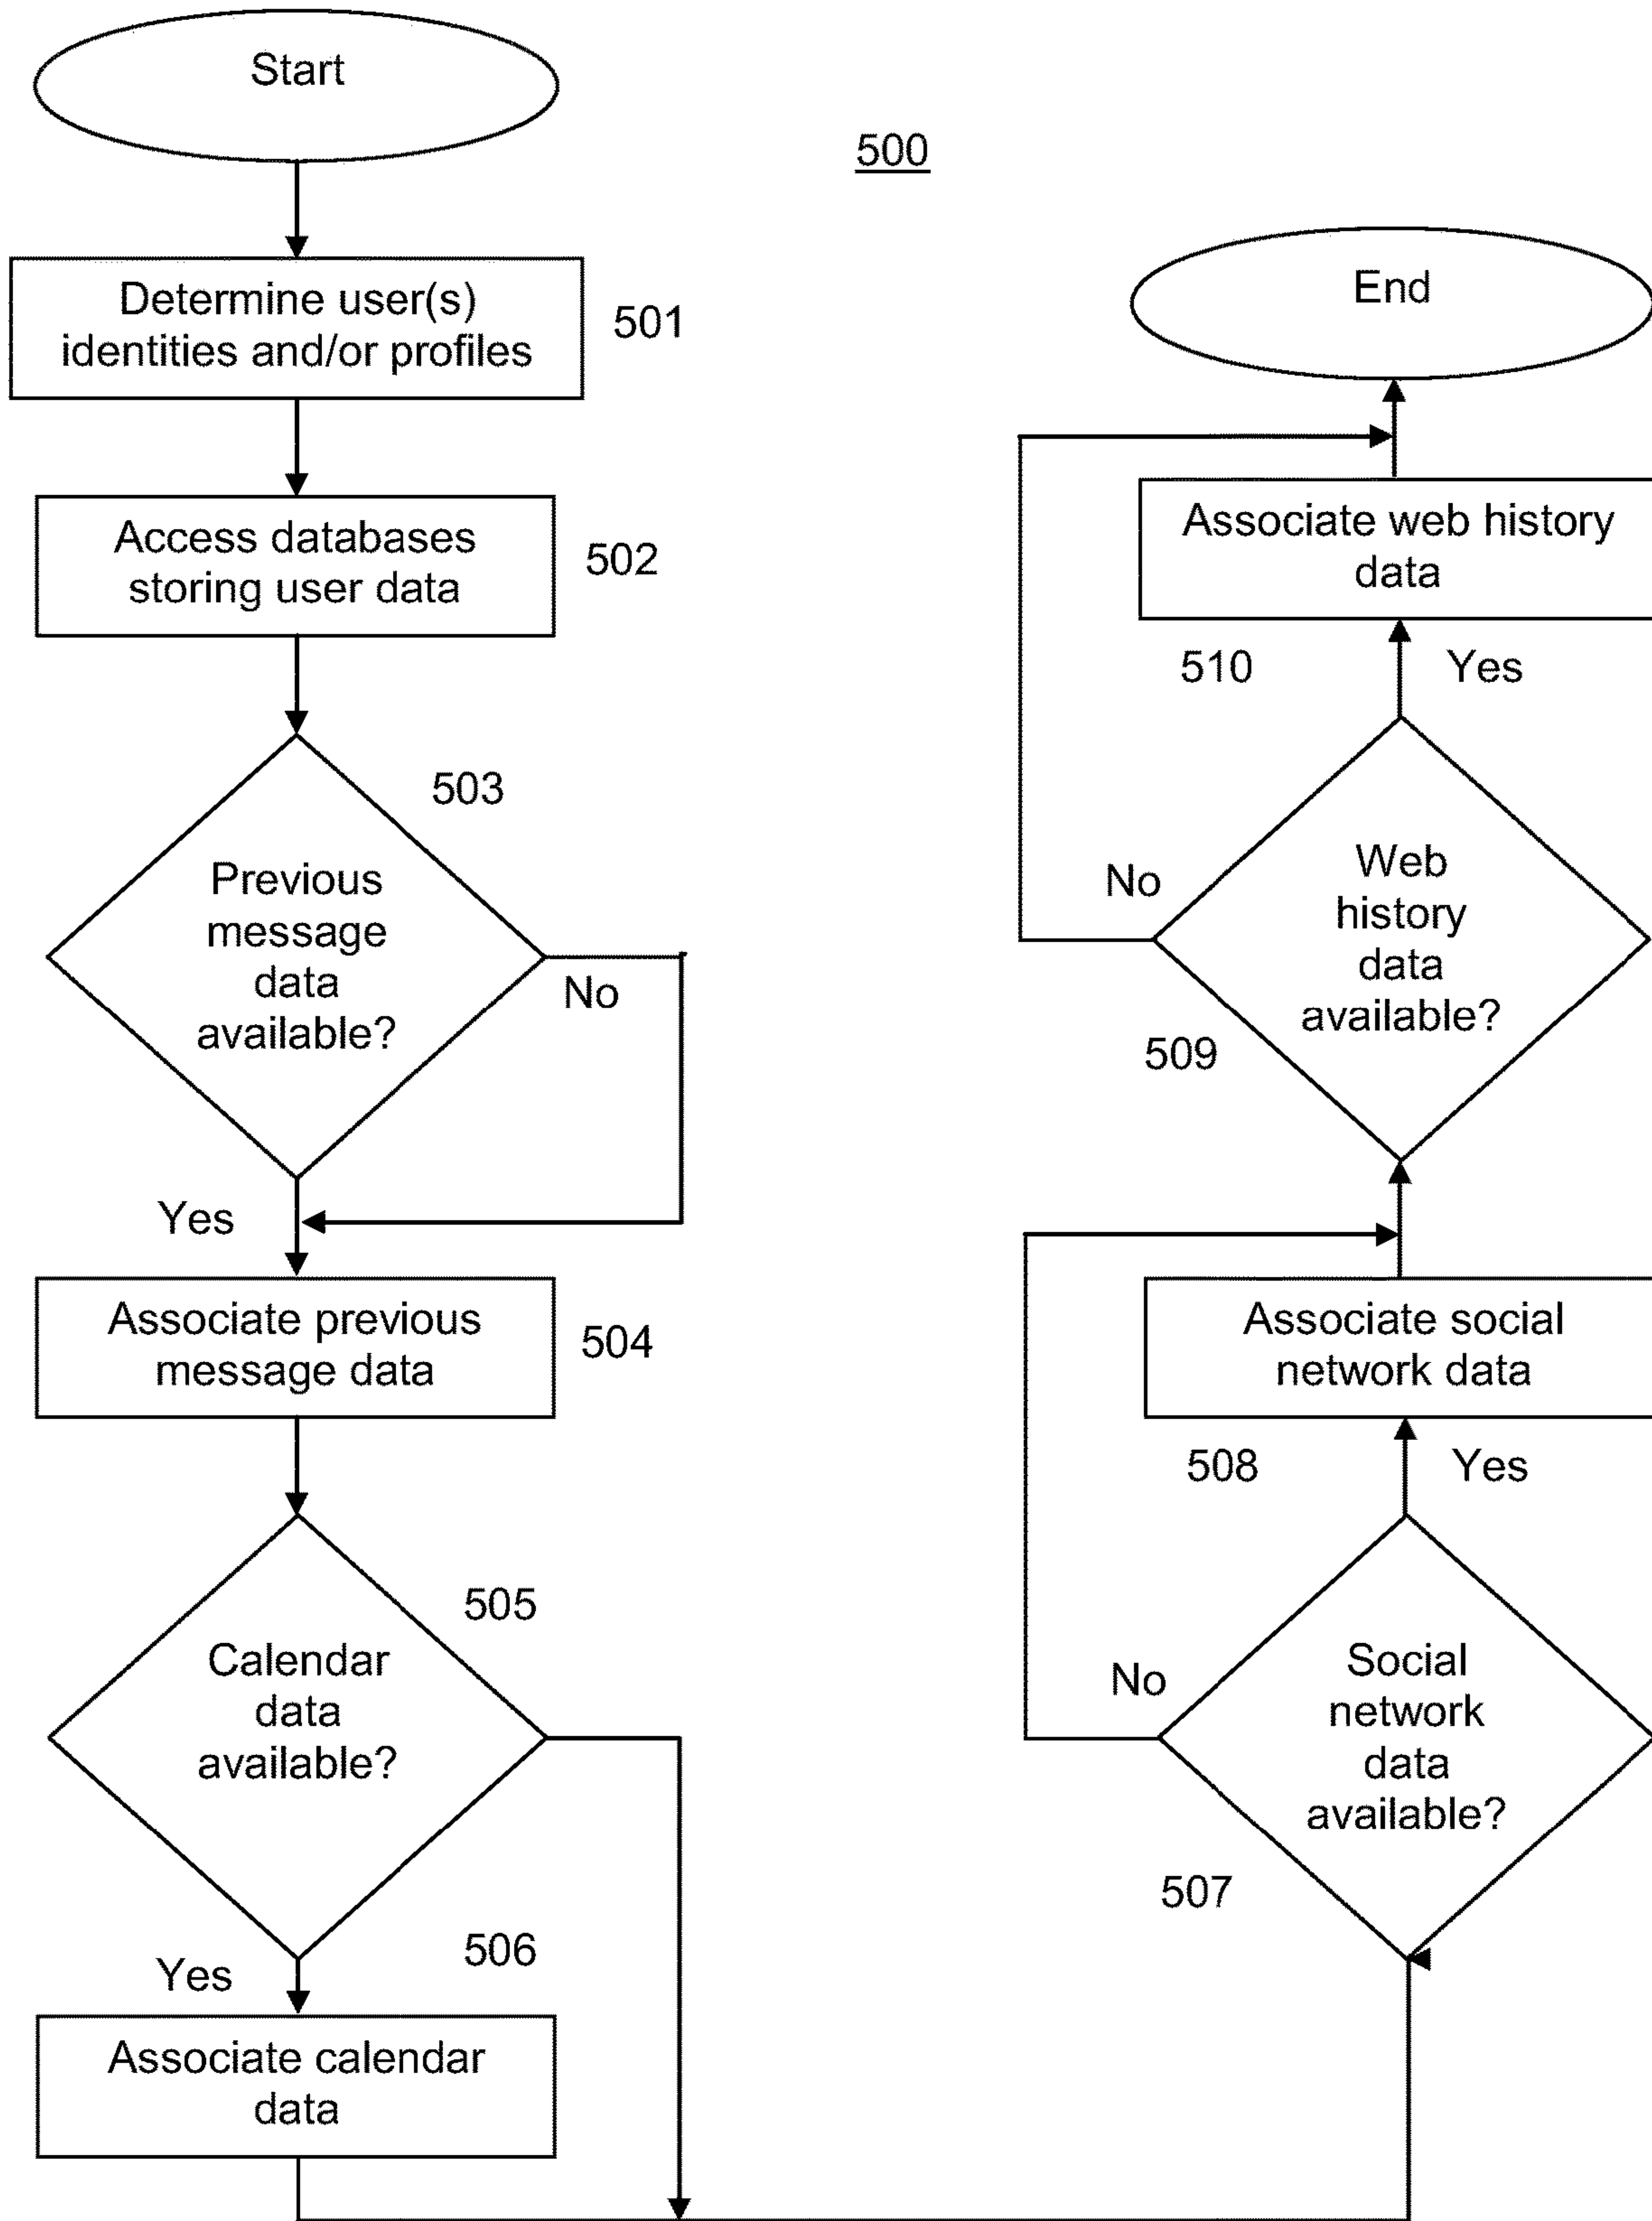 Start
500
Determine user(s)
identities and/or profiles
501
Access databases
storing user data
502
503
Previous
message
data
available?
No
Yes
Associate previous
message data
504
505
Calendar
data
available?
506
Yes
Associate calendar
data
End
Associate web history
data
510
Yes
Web
history
data
available?
No
509
Associate social
network data
508
Yes
Social
network
data
available?
No
507